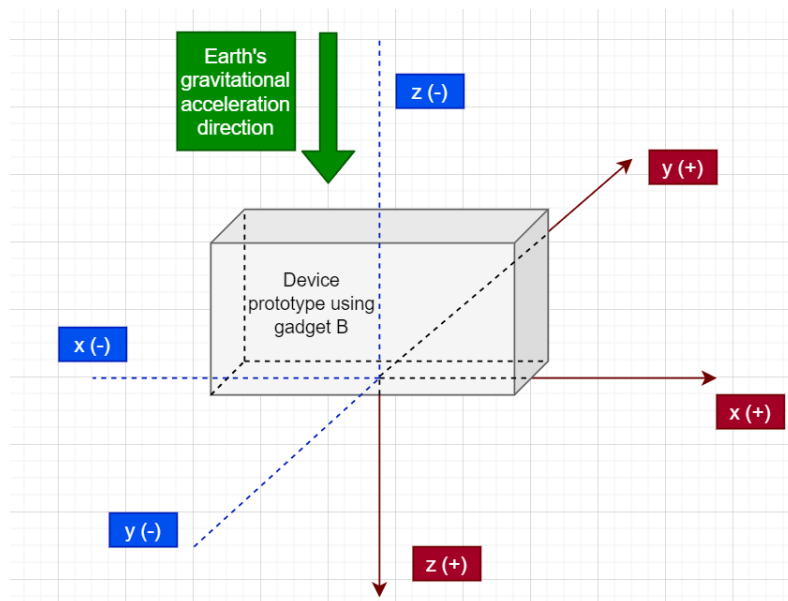 Earth's
gravitational
acceleration
direction
z (-)
y (+)
Device
prototype using
gadget B
x (-)
x (+)
y (-)
z (+)